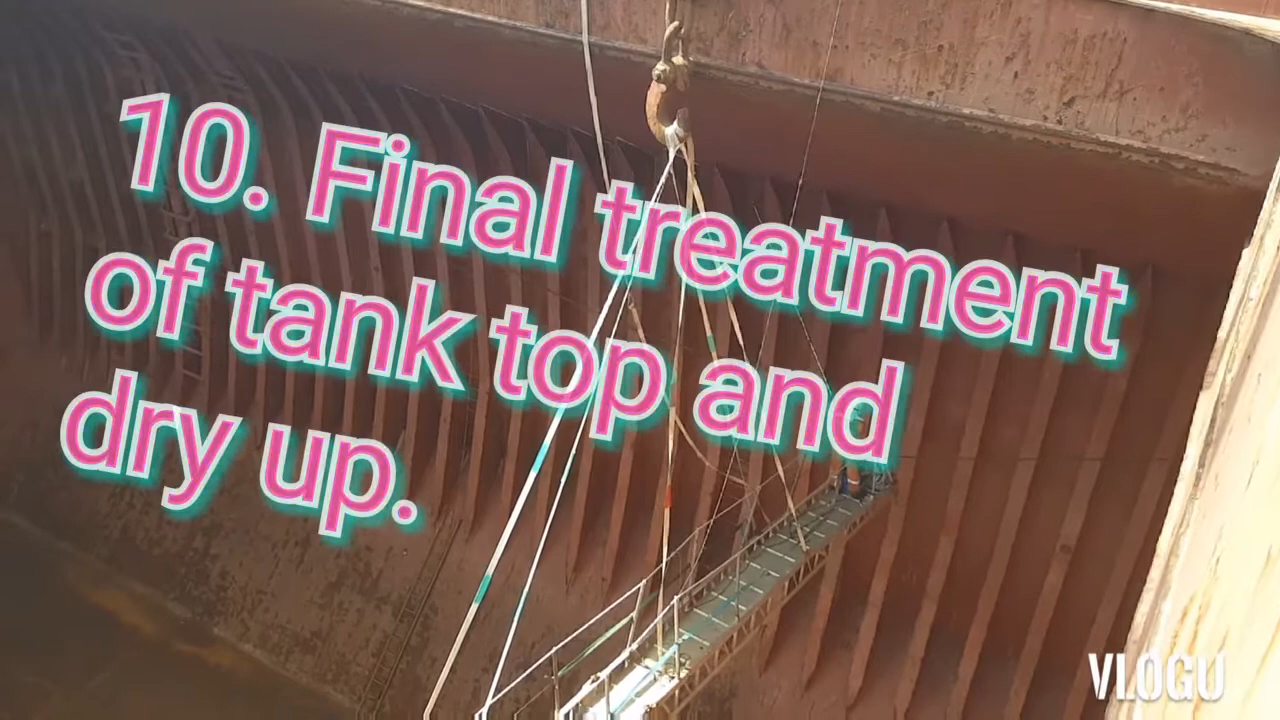 10. Final treatment
of tank top and
dry up.
VLOGU